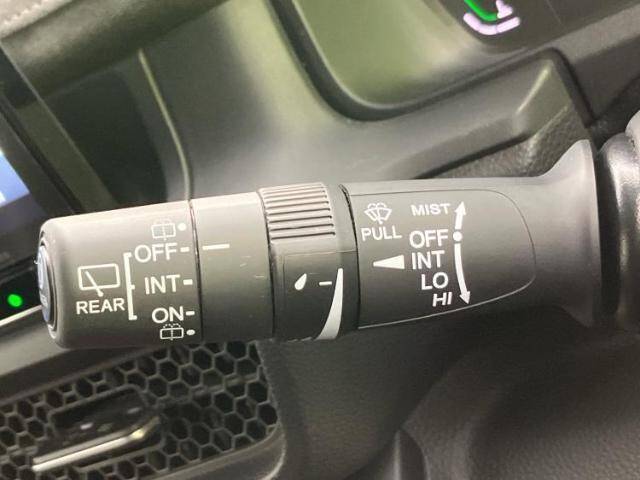 REAR
OFF
INT
ON
PULL
MIST
OFF
INT
LO
HI